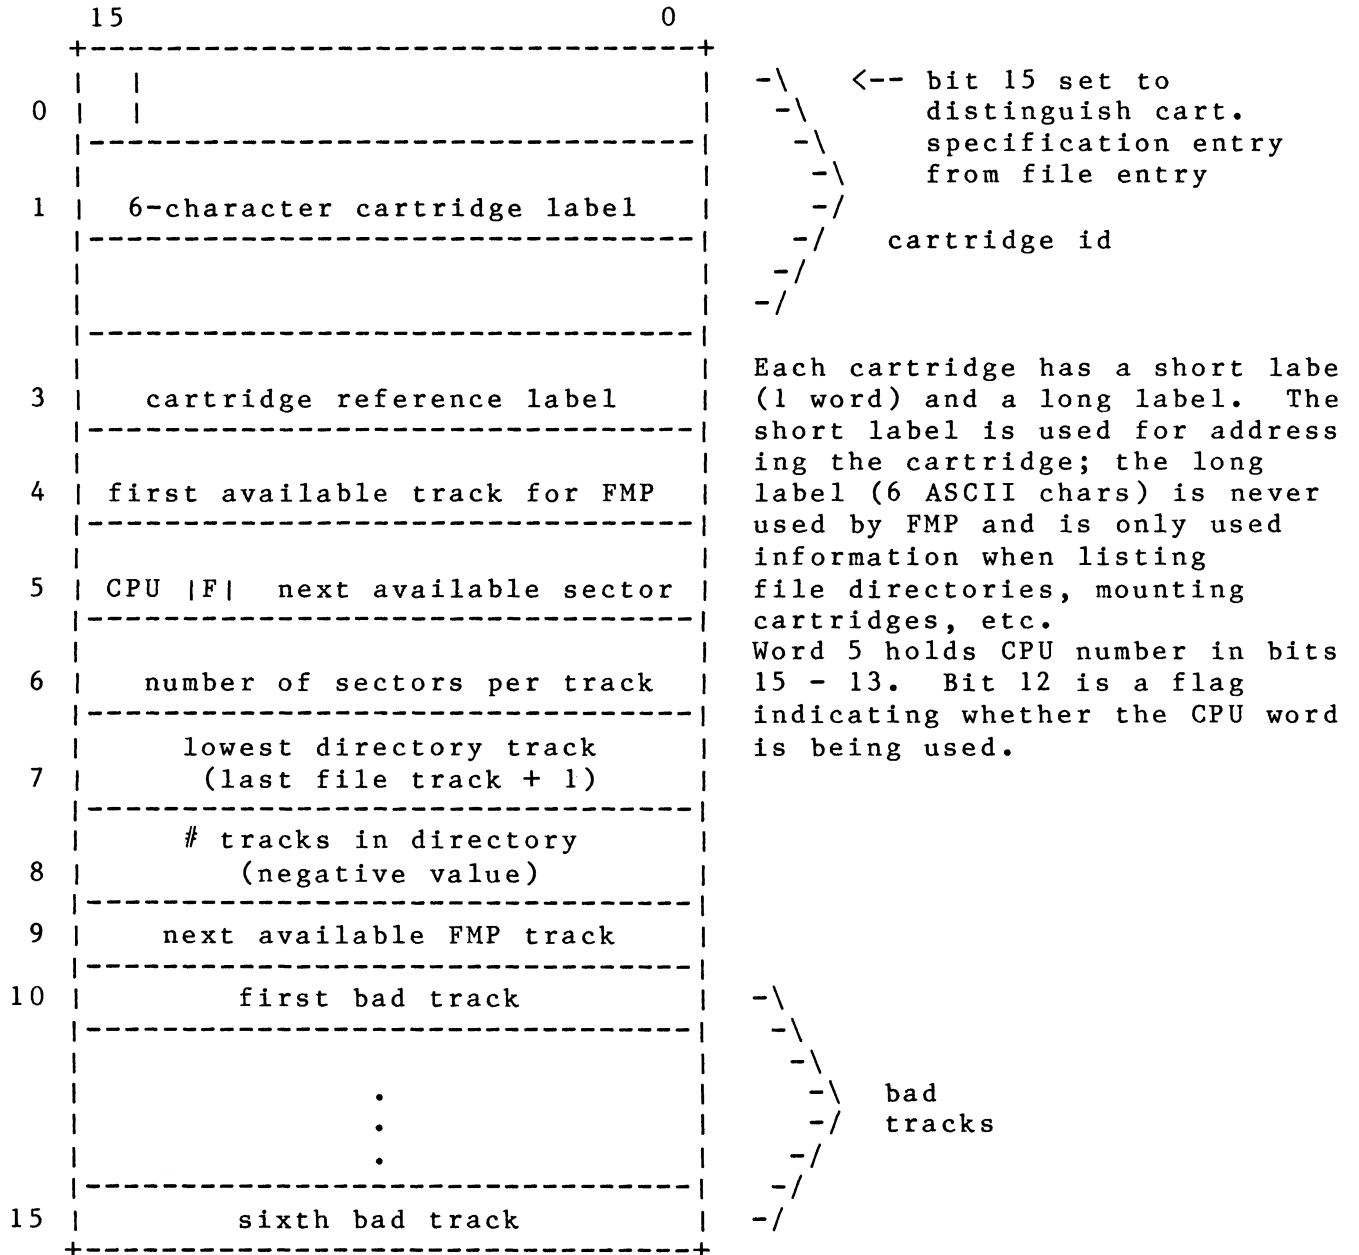 15 0
<-- bit 15 set to
0 distinguish cart.
specification entry
from file entry
1 6-character cartridge label
cartridge id
Each cartridge has a short labe
3 cartridge reference label (1 word) and a long label. The
short label is used for address
ing the cartridge; the long
4 first available track for FMP label (6 ASCII chars) is never
used by FMP and is only used
information when listing
5 CPU |F| next available sector file directories, mounting
cartridges, etc.
Word 5 holds CPU number in bits
6 number of sectors per track 15 - 13. Bit 12 is a flag
indicating whether the CPU word
lowest directory track is being used.
7 (last file track + 1)
# tracks in directory
8 (negative value)
9 next available FMP track
10 first bad track
. bad
. tracks
.
15 sixth bad track